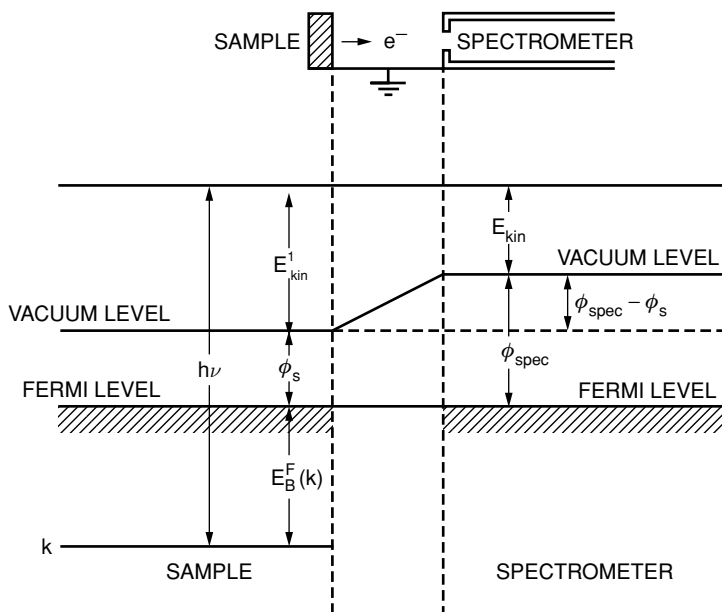 SAMPLE
e⁻
SPECTROMETER
E¹kin
Ekin
VACUUM LEVEL
VACUUM LEVEL
ϕspec − ϕs
hν
ϕs
ϕspec
FERMI LEVEL
FERMI LEVEL
E_B^F(k)
k
SAMPLE
SPECTROMETER